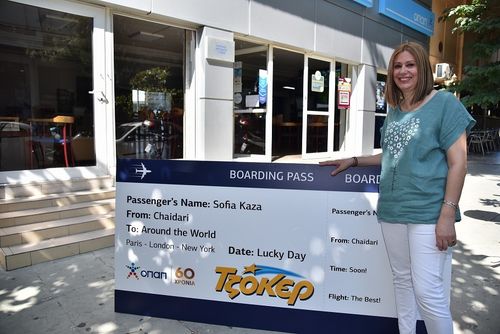 οπαπ
BOARDING PASS
BOARD
Passenger's Name: Sofia Kaza
From: Chaidari
To: Around the World
Paris - London - New York
Date: Lucky Day
οπαπ
60
ΧΡΟΝΙΑ
ΤζΟΚΕΡ
Passenger's N
From: Chaidari
Time: Soon!
Flight: The Best!